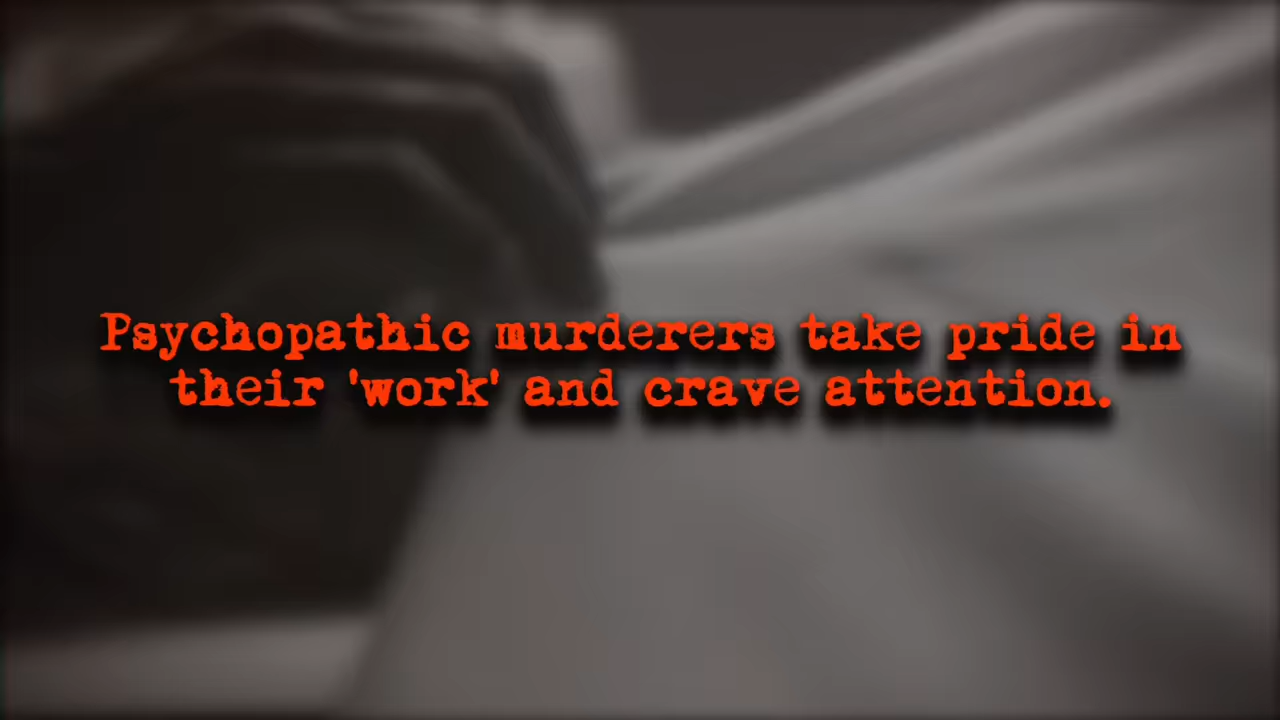 Psychopathic murderers take pride in
their 'work' and crave attention.